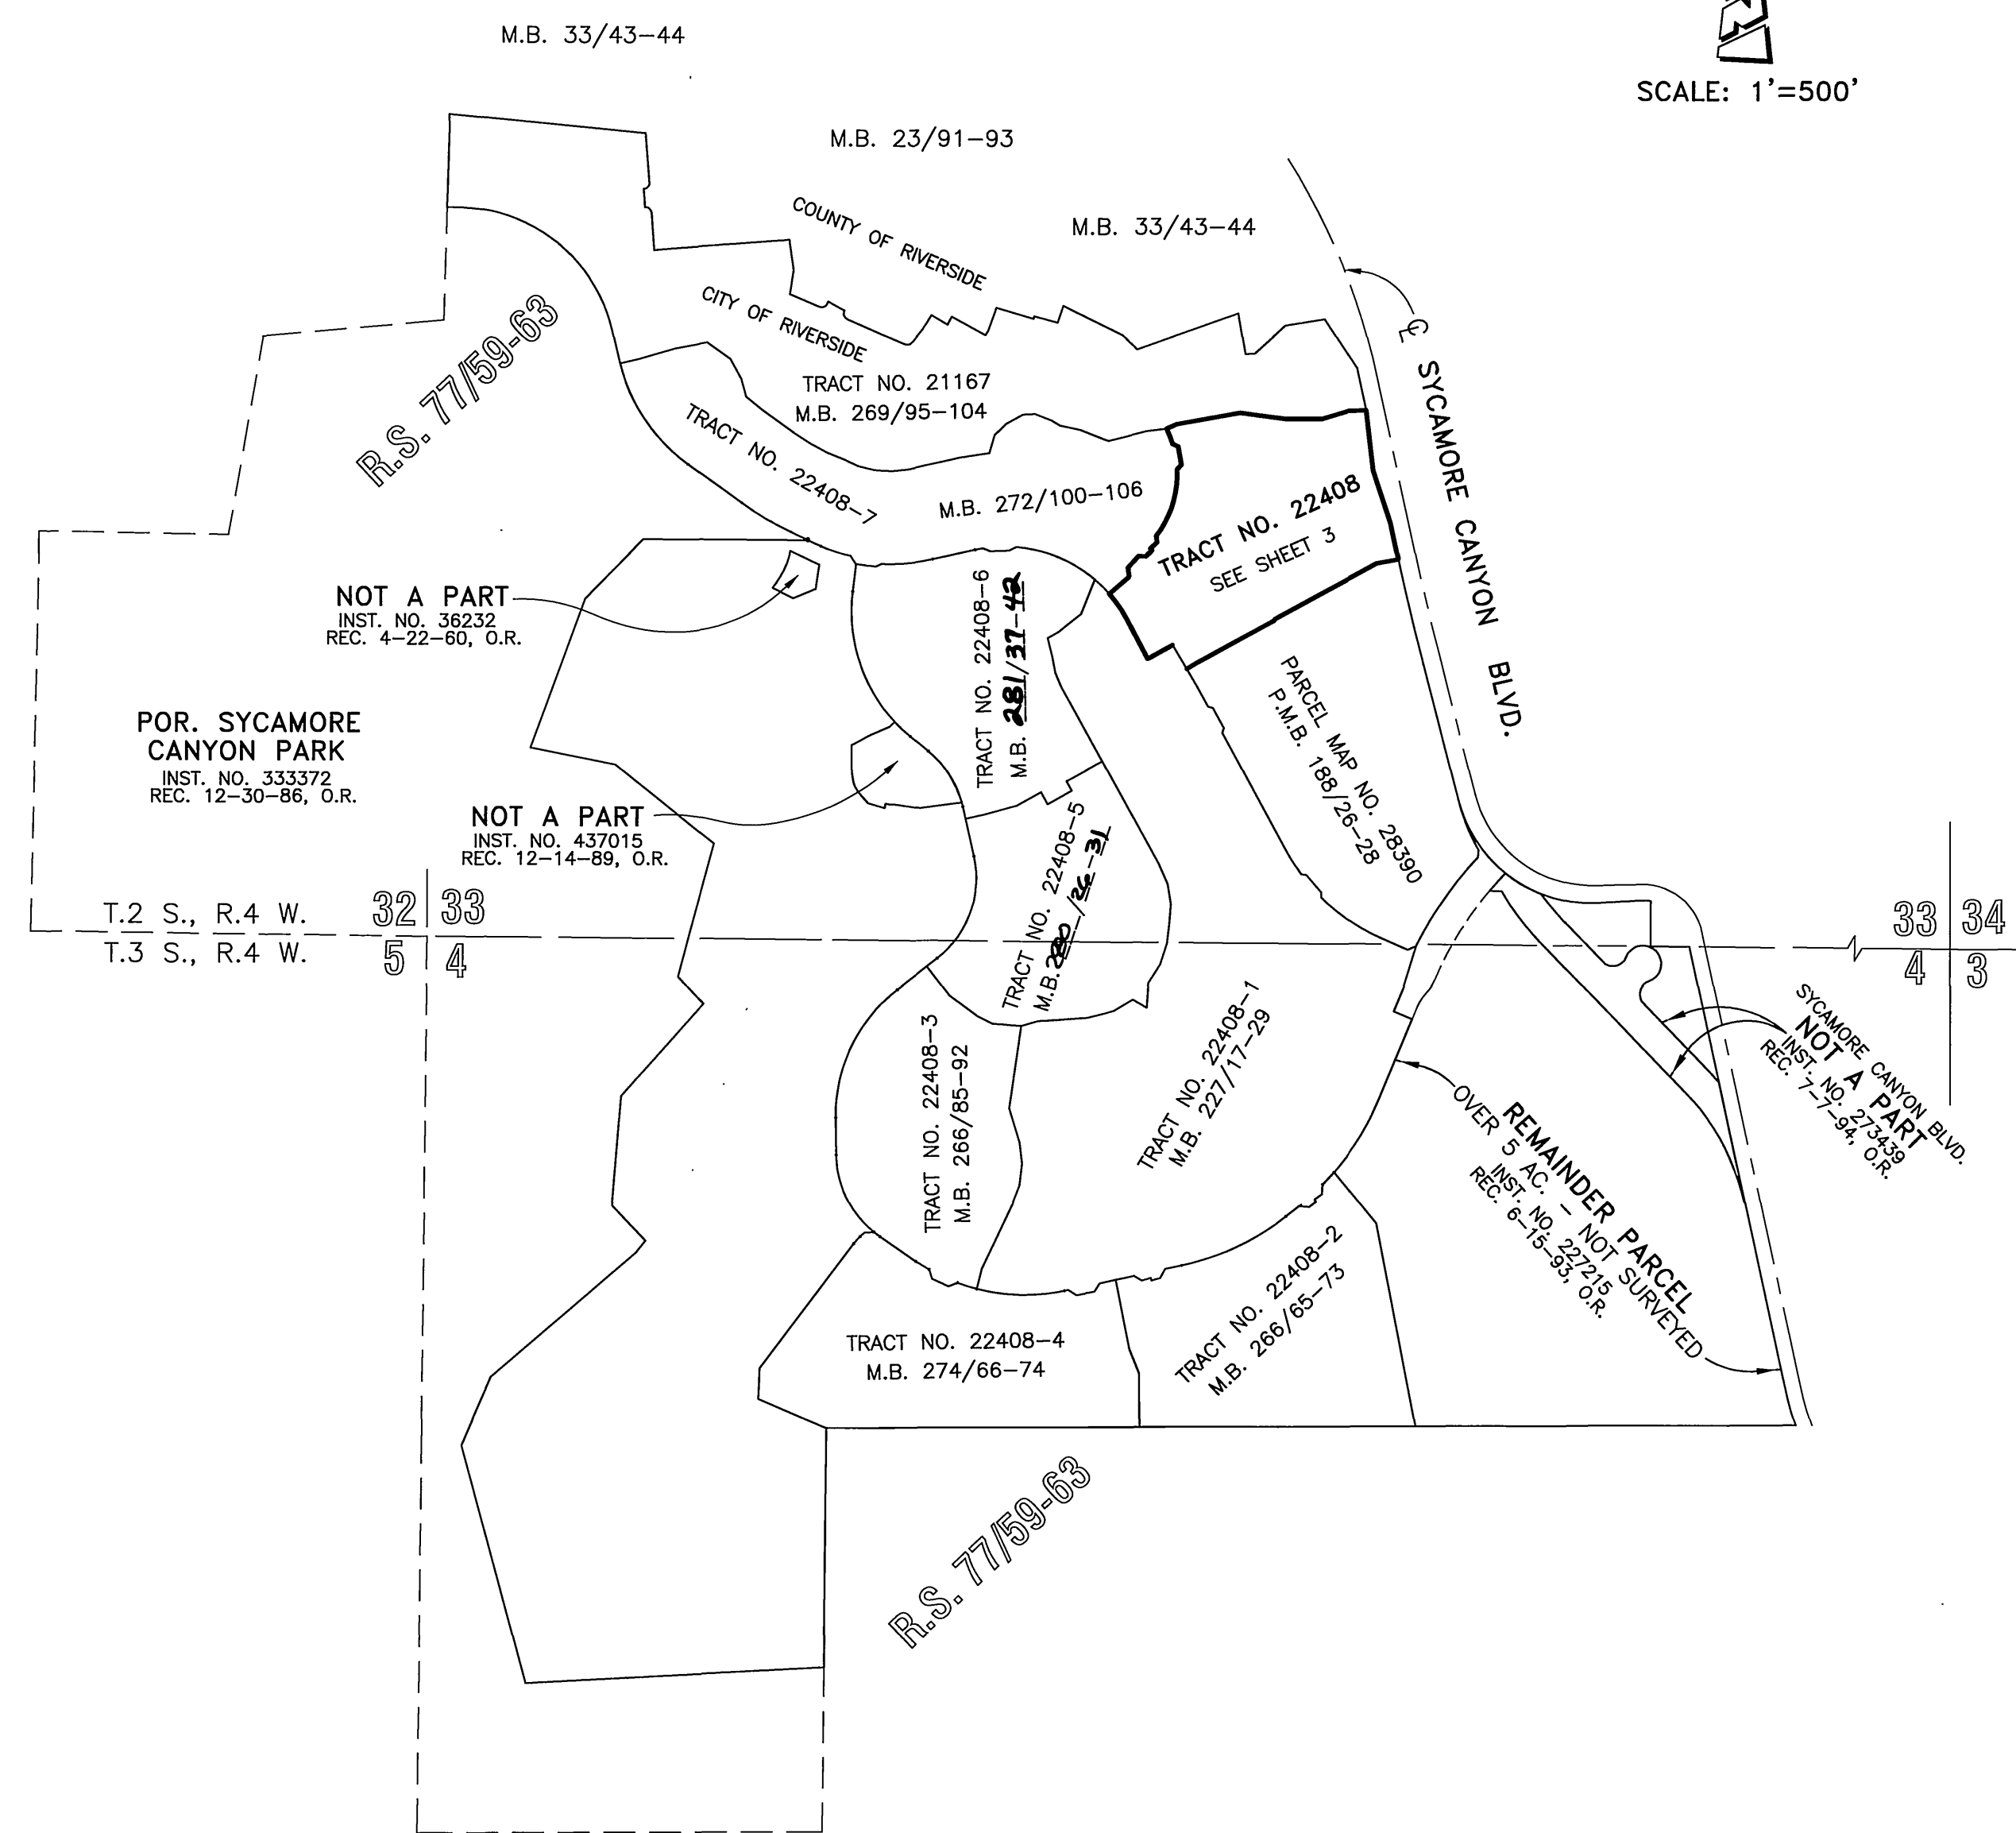 M.B. 33/43-44
SCALE: 1'=500'
M.B. 23/91-93
COUNTY OF RIVERSIDE
M.B. 33/43-44
CITY OF RIVERSIDE
TRACT NO. 21167
M.B. 269/95-104
℄ SYCAMORE CANYON BLVD.
R.S. 77/59-63
TRACT NO. 22408-7
M.B. 272/100-106
TRACT NO. 22408
SEE SHEET 3
NOT A PART
INST. NO. 36232
REC. 4-22-60, O.R.
TRACT NO. 22408-6
M.B. 281/37-42
PARCEL MAP NO. 28390
P.M.B. 188/26-28
POR. SYCAMORE
CANYON PARK
INST. NO. 333372
REC. 12-30-86, O.R.
NOT A PART
INST. NO. 437015
REC. 12-14-89, O.R.
TRACT NO. 22408-5
M.B. 280/26-31
T.2 S., R.4 W.
32 33
T.3 S., R.4 W.
5 4
33 34
4 3
SYCAMORE CANYON BLVD.
NOT A PART
INST. NO. 273439
REC. 7-7-94, O.R.
TRACT NO. 22408-3
M.B. 266/85-92
TRACT NO. 22408-1
M.B. 227/17-29
REMAINDER PARCEL
OVER 5 AC. - NOT SURVEYED
INST. NO. 227215
REC. 6-15-93, O.R.
TRACT NO. 22408-4
M.B. 274/66-74
TRACT NO. 22408-2
M.B. 266/65-73
R.S. 77/59-63